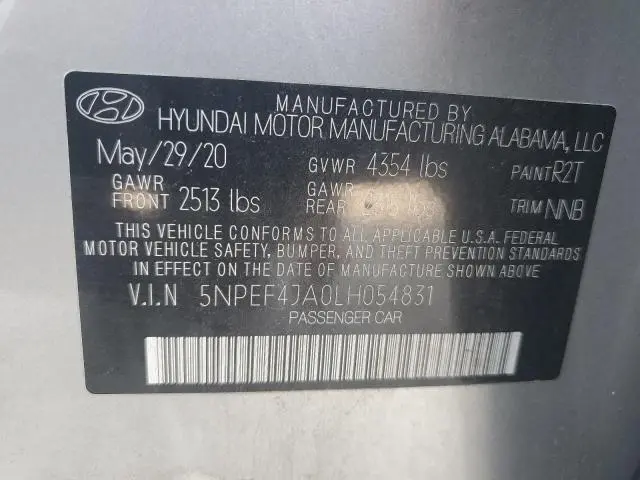 MANUFACTURED BY
HYUNDAI MOTOR MANUFACTURING ALABAMA, LLC
May/29/20 GVWR 4354 lbs PAINT R2T
GAWR FRONT 2513 lbs GAWR REAR lbs TRIM NNB
THIS VEHICLE CONFORMS TO ALL APPLICABLE U.S.A. FEDERAL
MOTOR VEHICLE SAFETY, BUMPER, AND THEFT PREVENTION STANDARDS
IN EFFECT ON THE DATE OF MANUFACTURE SHOWN ABOVE.
V.I.N 5NPEF4JA0LH054831
PASSENGER CAR